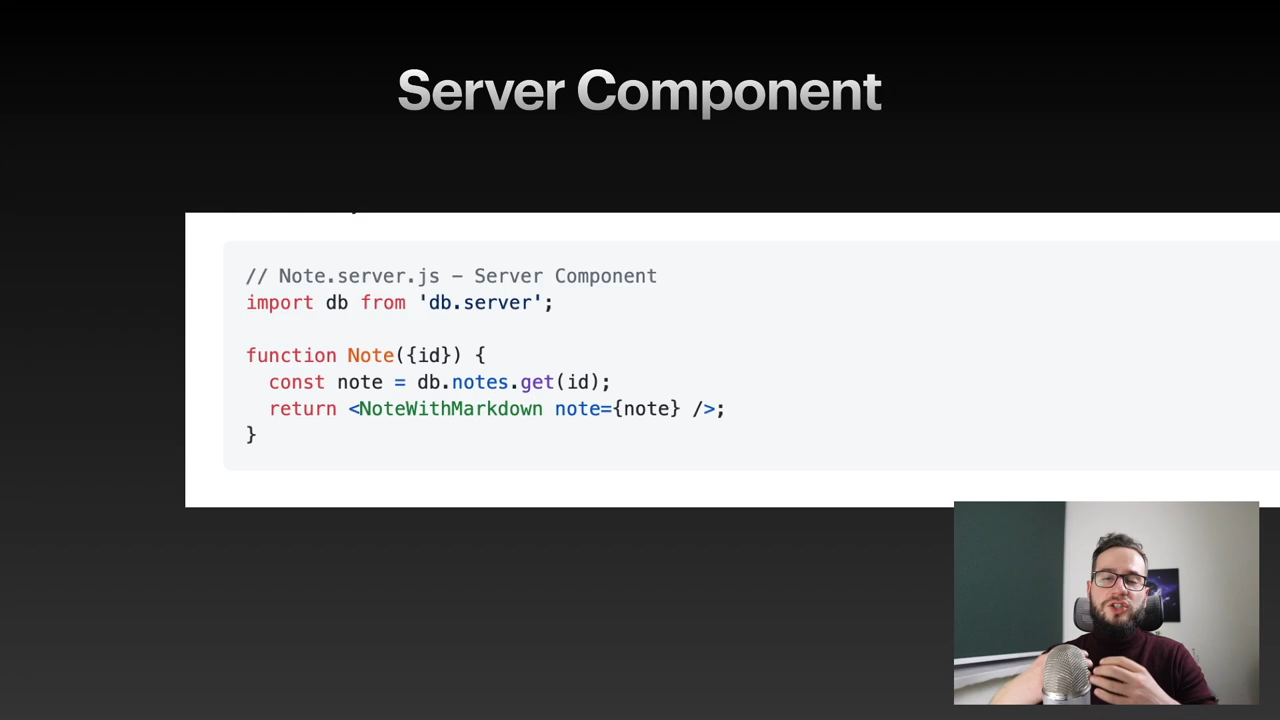 Server Component
// Note.server.js – Server Component
import db from 'db.server';
function Note({id}) {
  const note = db.notes.get(id);
  return <NoteWithMarkdown note={note} />;
}